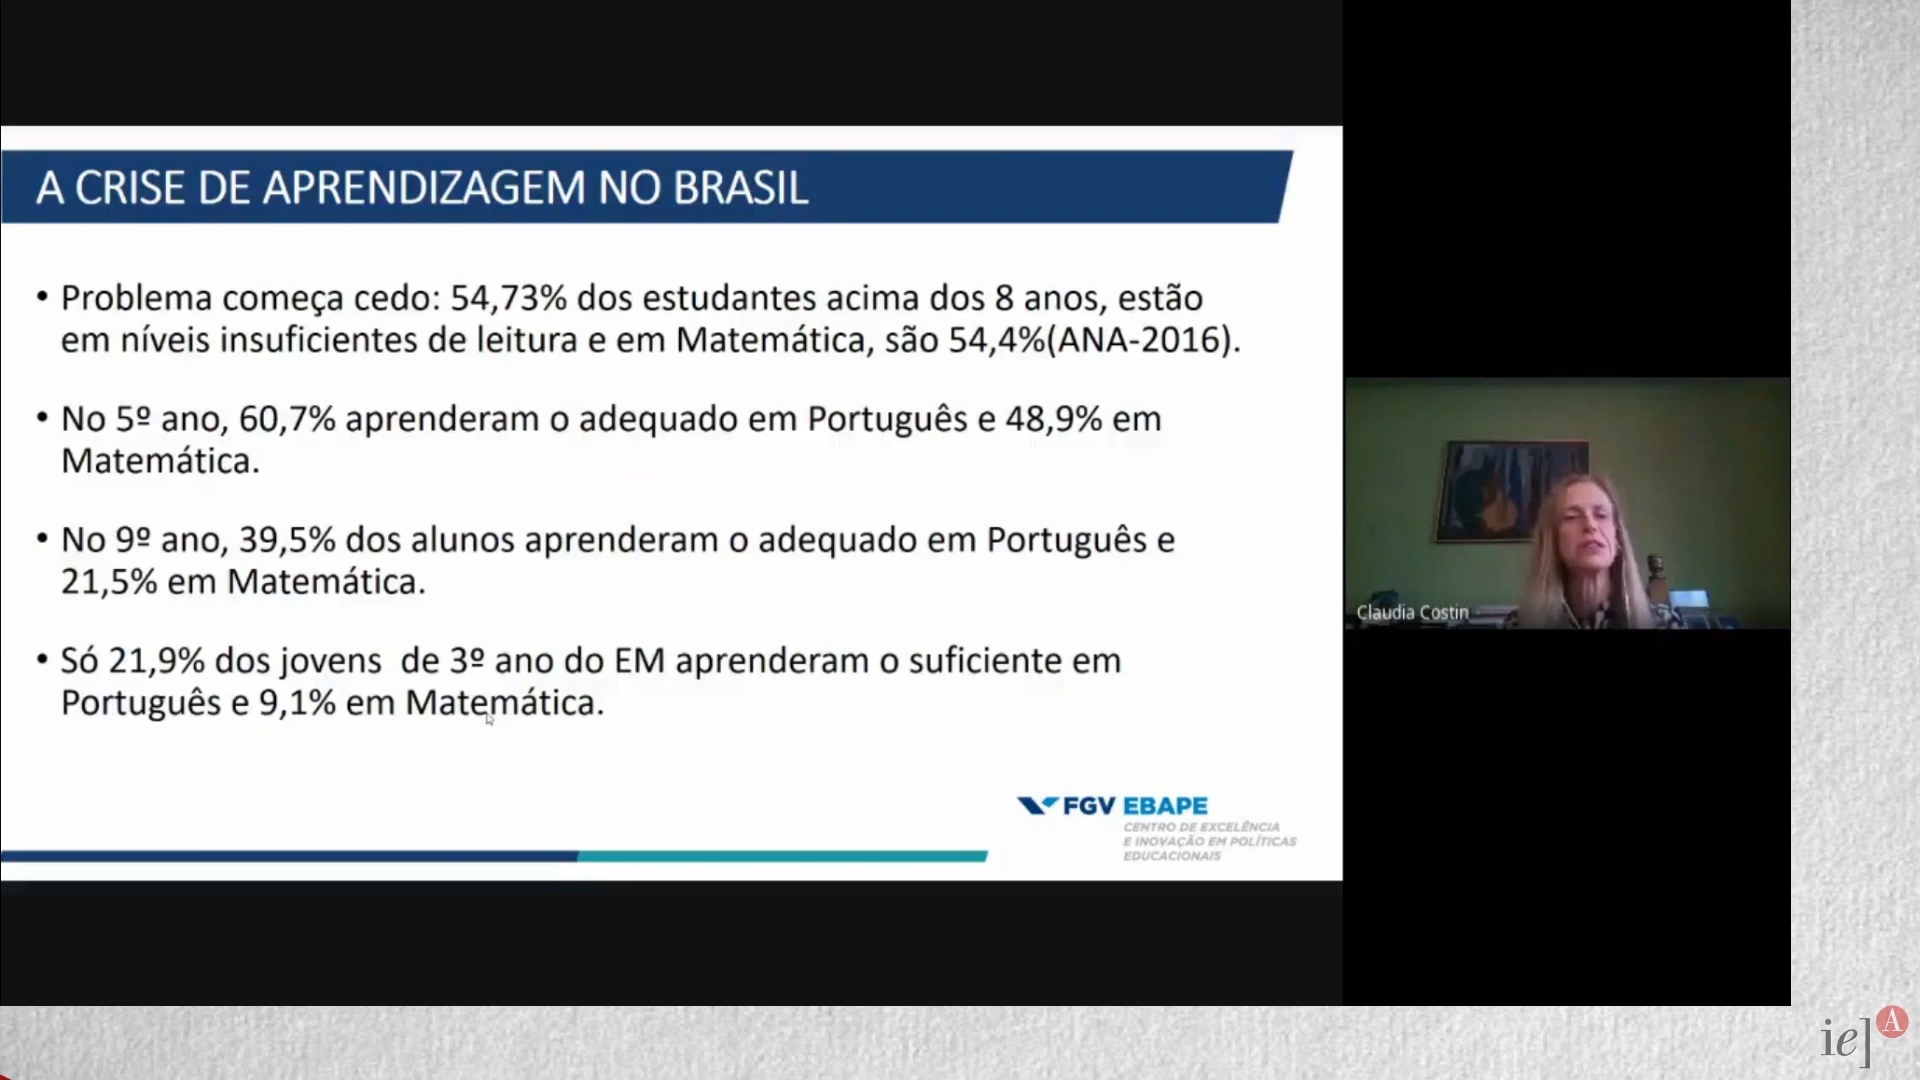 A CRISE DE APRENDIZAGEM NO BRASIL
• Problema começa cedo: 54,73% dos estudantes acima dos 8 anos, estão
em níveis insuficientes de leitura e em Matemática, são 54,4%(ANA-2016).
• No 5º ano, 60,7% aprenderam o adequado em Português e 48,9% em
Matemática.
• No 9º ano, 39,5% dos alunos aprenderam o adequado em Português e
21,5% em Matemática.
• Só 21,9% dos jovens de 3º ano do EM aprenderam o suficiente em
Português e 9,1% em Matemática.
FGV EBAPE
CENTRO DE EXCELÊNCIA
E INOVAÇÃO EM POLÍTICAS
EDUCACIONAIS
Claudia Costin
ie] A